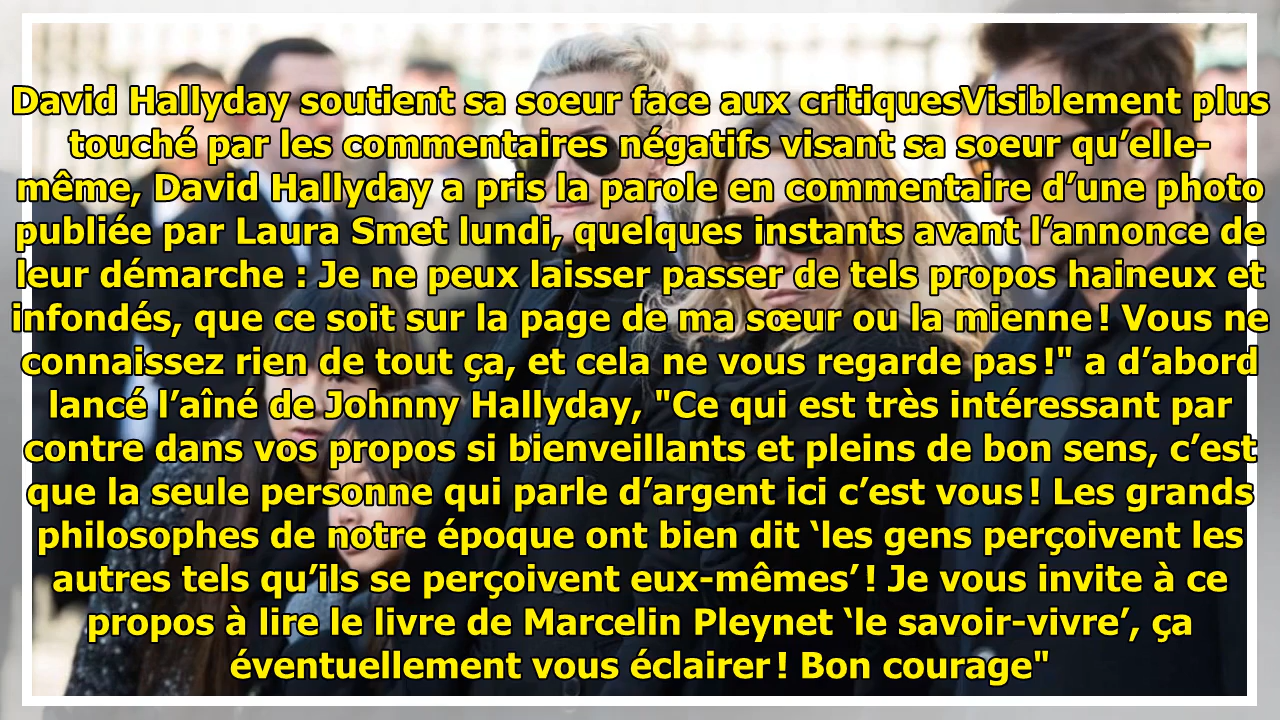 David Hallyday soutient sa soeur face aux critiquesVisiblement plus
touché par les commentaires négatifs visant sa soeur qu’elle-
même, David Hallyday a pris la parole en commentaire d’une photo
publiée par Laura Smet lundi, quelques instants avant l’annonce de
leur démarche : Je ne peux laisser passer de tels propos haineux et
infondés, que ce soit sur la page de ma sœur ou la mienne ! Vous ne
connaissez rien de tout ça, et cela ne vous regarde pas !" a d’abord
lancé l’aîné de Johnny Hallyday, "Ce qui est très intéressant par
contre dans vos propos si bienveillants et pleins de bon sens, c’est
que la seule personne qui parle d’argent ici c’est vous ! Les grands
philosophes de notre époque ont bien dit ‘les gens perçoivent les
autres tels qu’ils se perçoivent eux-mêmes’ ! Je vous invite à ce
propos à lire le livre de Marcelin Pleynet ‘le savoir-vivre’, ça
éventuellement vous éclairer ! Bon courage"